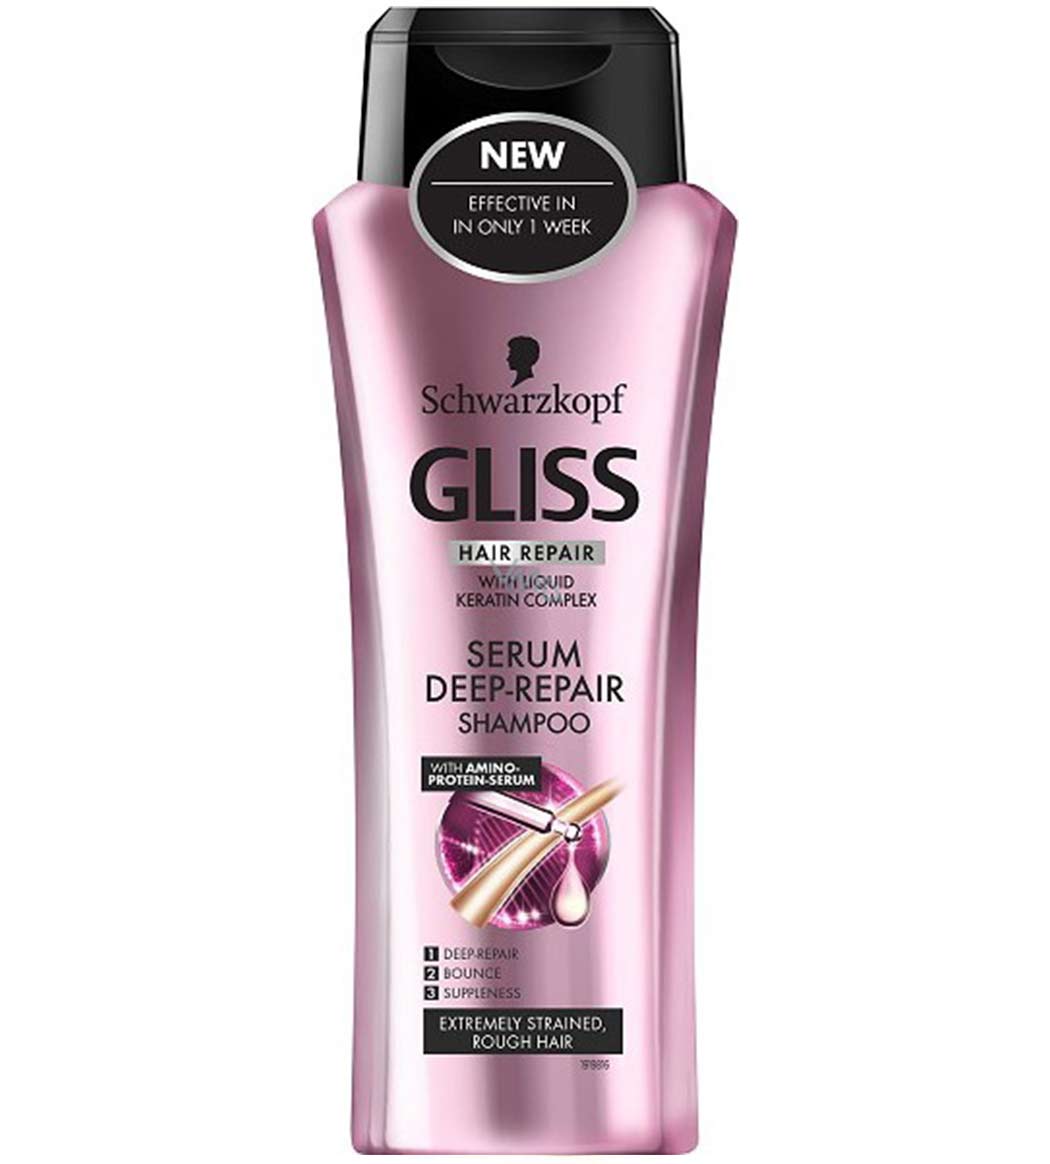 NEW
EFFECTIVE IN
IN ONLY 1 WEEK
Schwarzkopf
GLISS
HAIR REPAIR
WITH LIQUID
KERATIN COMPLEX
SERUM
DEEP-REPAIR
SHAMPOO
WITH AMINO-
PROTEIN-SERUM
1 DEEP-REPAIR
2 BOUNCE
3 SUPPLENESS
EXTREMELY STRAINED,
ROUGH HAIR